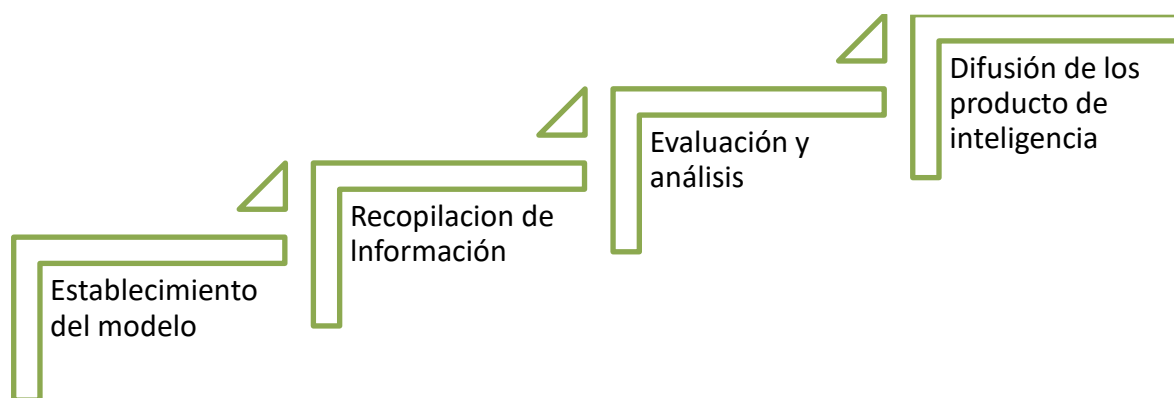 Establecimiento
del modelo
Recopilacion de
Información
Evaluación y
análisis
Difusión de los
producto de
inteligencia